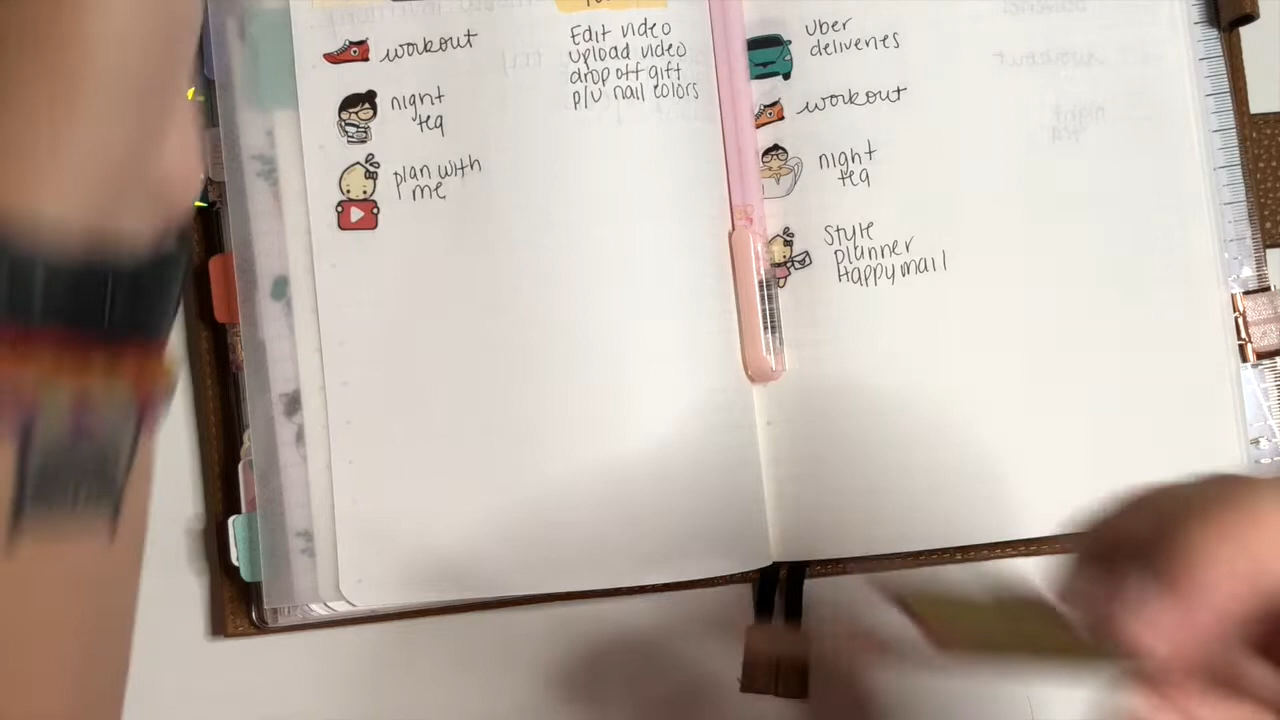 workout
night
tea
plan with
me
Edit video
upload video
drop off gift
p/u nail colors
Uber
deliveries
workout
night
tea
Style
planner
Happy mail